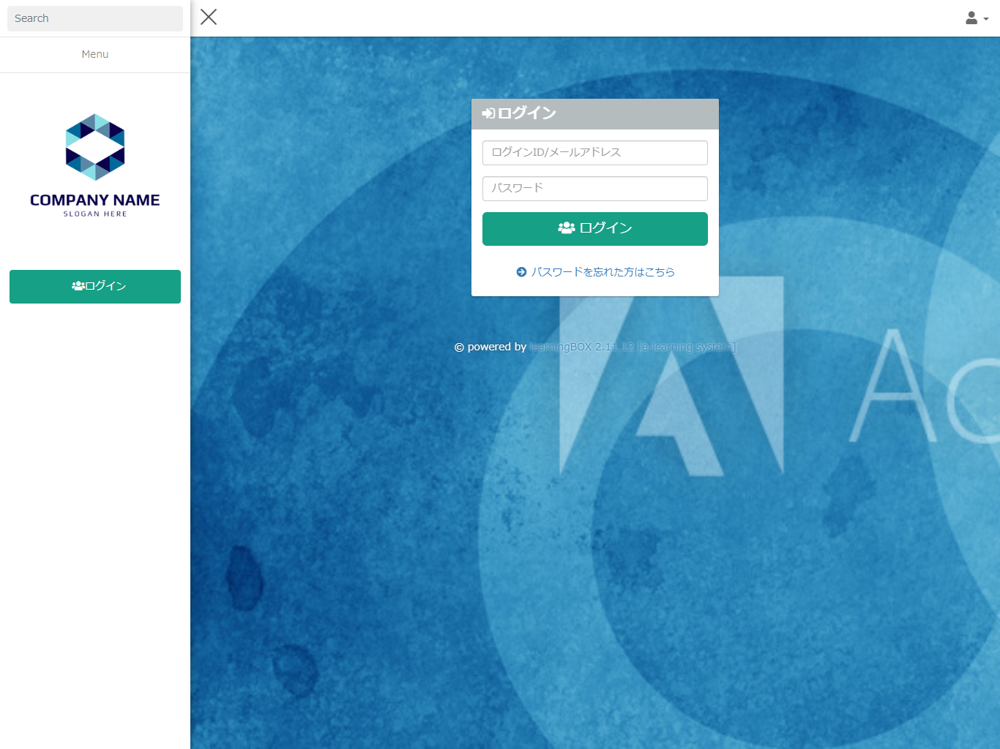 Search
Menu
COMPANY NAME
SLOGAN HERE
ログイン
ログイン
ログインID/メールアドレス
パスワード
ログイン
パスワードを忘れた方はこちら
© powered by learningBOX 2.11.12 [e-learning system]